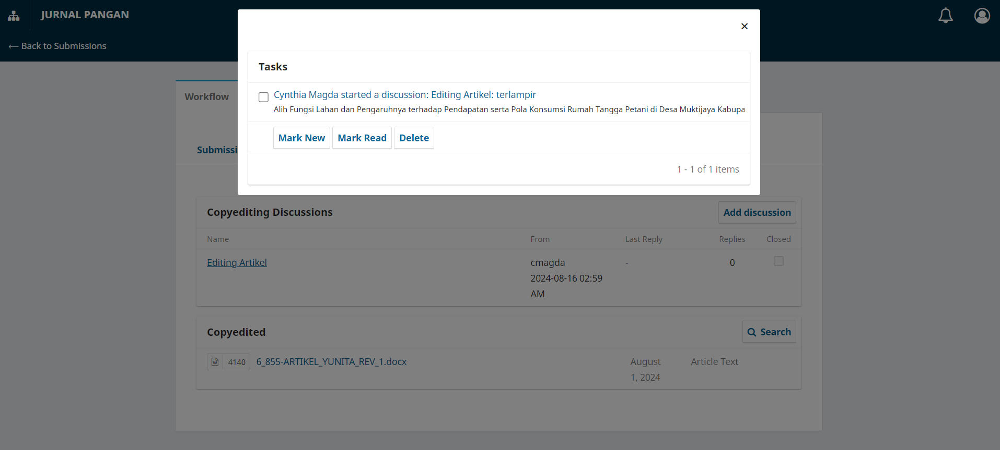 JURNAL PANGAN
← Back to Submissions
Tasks
Cynthia Magda started a discussion: Editing Artikel: terlampir
Alih Fungsi Lahan dan Pengaruhnya terhadap Pendapatan serta Pola Konsumsi Rumah Tangga Petani di Desa Muktijaya Kabupa
Mark New
Mark Read
Delete
1 - 1 of 1 items
Workflow
Submissi
Copyediting Discussions
Add discussion
Name From Last Reply Replies Closed
Editing Artikel cmagda - 0
2024-08-16 02:59
AM
Copyedited
Search
4140 6_855-ARTIKEL_YUNITA_REV_1.docx August Article Text
1, 2024